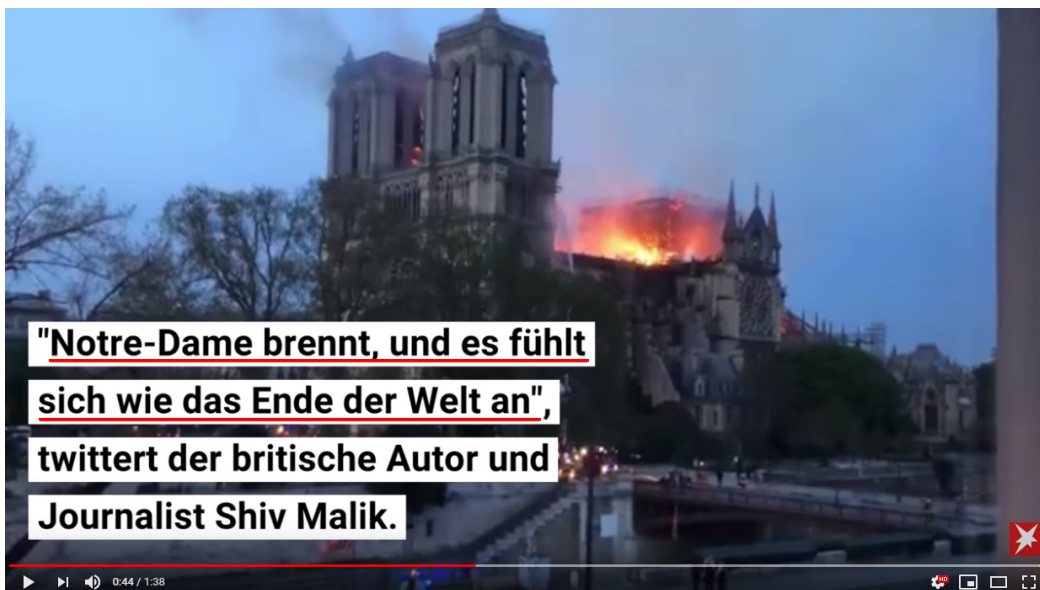 "Notre-Dame brennt, und es fühlt
sich wie das Ende der Welt an",
twittert der britische Autor und
Journalist Shiv Malik.
0:44 / 1:38
HD